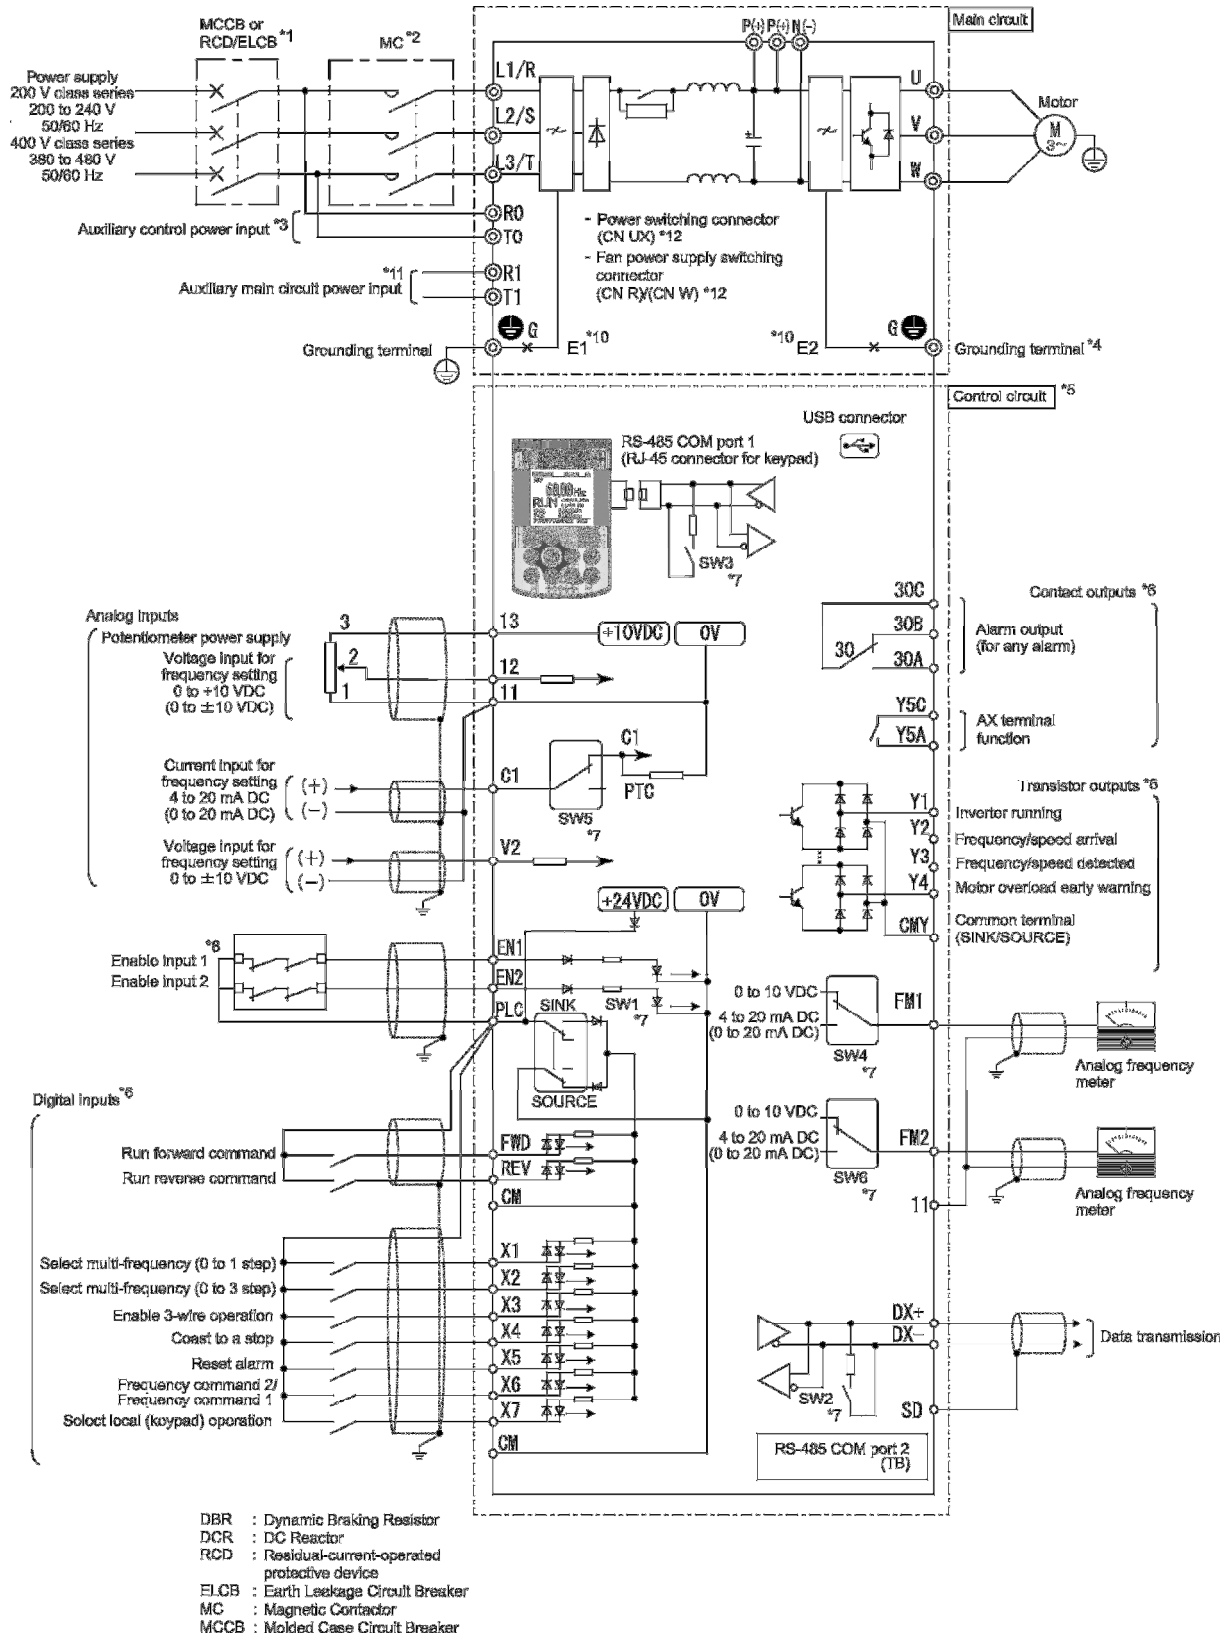 MCCB or
RCD/ELCB *1
MC *2
Main circuit
P(+) P(+) N(-)
Power supply
200 V class series
200 to 240 V
50/60 Hz
400 V class series
380 to 480 V
50/60 Hz
L1/R
L2/S
L3/T
U
V
W
Motor
M
3~
Auxiliary control power input *3
R0
T0
*11
Auxiliary main circuit power input
R1
T1
- Power switching connector
(CN UX) *12
- Fan power supply switching
connector
(CN R)/(CN W) *12
G
Grounding terminal
E1 *10
*10 E2
G
Grounding terminal *4
Control circuit *5
USB connector
RS-485 COM port 1
(RJ-45 connector for keypad)
RUN
SW3
*7
Contact outputs *6
30C
30B
30
30A
Alarm output
(for any alarm)
Y5C
Y5A
AX terminal
function
Analog inputs
Potentiometer power supply
Voltage input for
frequency setting
0 to +10 VDC
(0 to ±10 VDC)
3
2
1
13
12
11
+10VDC
0V
Current input for
frequency setting
4 to 20 mA DC
(0 to 20 mA DC)
(+)
(-)
C1
C1
PTC
SW5
*7
Voltage input for
frequency setting
0 to ±10 VDC
(+)
(-)
V2
Transistor outputs *6
Y1
Inverter running
Y2
Frequency/speed arrival
Y3
Frequency/speed detected
Y4
Motor overload early warning
CMY
Common terminal
(SINK/SOURCE)
+24VDC
0V
*8
Enable input 1
Enable input 2
EN1
EN2
PLC
SINK
SW1
*7
SOURCE
0 to 10 VDC
4 to 20 mA DC
(0 to 20 mA DC)
SW4
*7
FM1
Analog frequency
meter
0 to 10 VDC
4 to 20 mA DC
(0 to 20 mA DC)
SW6
*7
FM2
11
Analog frequency
meter
Digital inputs *6
Run forward command
Run reverse command
FWD
REV
CM
Select multi-frequency (0 to 1 step)
X1
Select multi-frequency (0 to 3 step)
X2
Enable 3-wire operation
X3
Coast to a stop
X4
Reset alarm
X5
Frequency command 2/
Frequency command 1
X6
Select local (keypad) operation
X7
CM
DX+
DX-
Data transmission
SW2
*7
SD
RS-485 COM port 2
(TB)
DBR : Dynamic Braking Resistor
DCR : DC Reactor
RCD : Residual-current-operated
protective device
ELCB : Earth Leakage Circuit Breaker
MC : Magnetic Contactor
MCCB : Molded Case Circuit Breaker